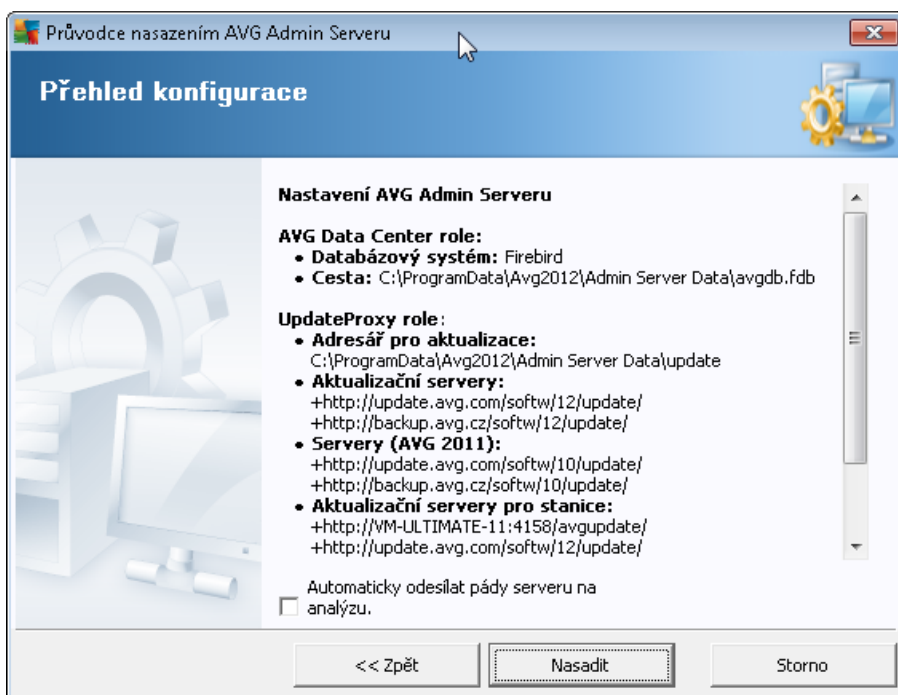 Průvodce nasazením AVG Admin Serveru
Přehled konfigurace
Nastavení AVG Admin Serveru
AVG Data Center role:
• Databázový systém: Firebird
• Cesta: C:\ProgramData\Avg2012\Admin Server Data\avgdb.fdb
UpdateProxy role:
• Adresář pro aktualizace:
C:\ProgramData\Avg2012\Admin Server Data\update
• Aktualizační servery:
+http://update.avg.com/softw/12/update/
+http://backup.avg.cz/softw/12/update/
• Servery (AVG 2011):
+http://update.avg.com/softw/10/update/
+http://backup.avg.cz/softw/10/update/
• Aktualizační servery pro stanice:
+http://VM-ULTIMATE-11:4158/avgupdate/
+http://update.avg.com/softw/12/update/
Automaticky odesílat pády serveru na
analýzu.
<< Zpět
Nasadit
Storno